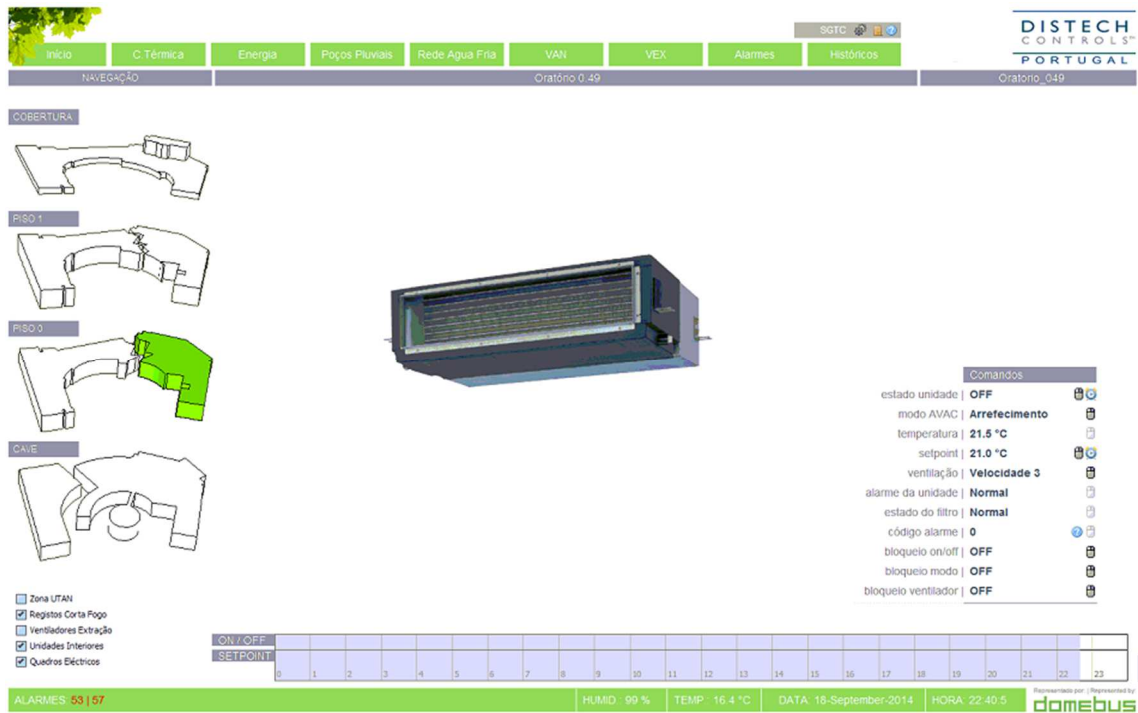 SGTC
DISTECH
CONTROLS™
PORTUGAL
Início C.Térmica Energia Poços Pluviais Rede Agua Fria VAN VEX Alarmes Históricos
NAVEGAÇÃO Oratório 0.49 Oratorio_049
COBERTURA
PISO 1
PISO 0
CAVE
Comandos
estado unidade | OFF
modo AVAC | Arrefecimento
temperatura | 21.5 °C
setpoint | 21.0 °C
ventilação | Velocidade 3
alarme da unidade | Normal
estado do filtro | Normal
código alarme | 0
bloqueio on/off | OFF
bloqueio modo | OFF
bloqueio ventilador | OFF
Zona UTAN
Registos Corta Fogo
Ventiladores Extração
Unidades Interiores
Quadros Eléctricos
ON / OFF
SETPOINT
0 1 2 3 4 5 6 7 8 9 10 11 12 13 14 15 16 17 18 19 20 21 22 23
ALARMES: 53 | 57 HUMID : 99 % TEMP : 16.4 °C DATA: 18-September-2014 HORA: 22:40:5
Representado por: | Represented by:
domebus